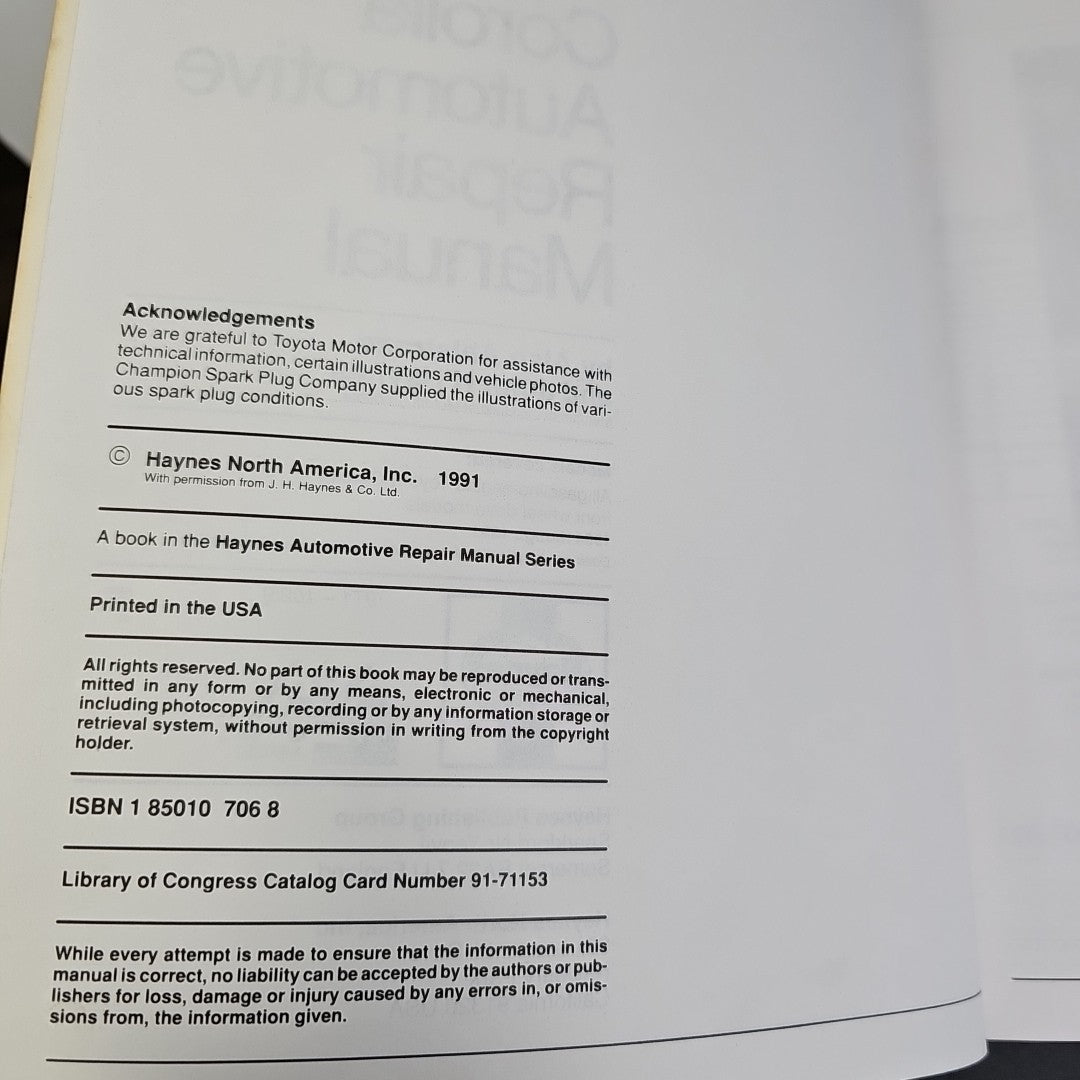 Corolla
Automotive
Repair
Manual
Acknowledgements
We are grateful to Toyota Motor Corporation for assistance with
technical information, certain illustrations and vehicle photos. The
Champion Spark Plug Company supplied the illustrations of vari-
ous spark plug conditions.
© Haynes North America, Inc. 1991
With permission from J. H. Haynes & Co. Ltd.
A book in the Haynes Automotive Repair Manual Series
Printed in the USA
All rights reserved. No part of this book may be reproduced or trans-
mitted in any form or by any means, electronic or mechanical,
including photocopying, recording or by any information storage or
retrieval system, without permission in writing from the copyright
holder.
ISBN 1 85010 706 8
Library of Congress Catalog Card Number 91-71153
While every attempt is made to ensure that the information in this
manual is correct, no liability can be accepted by the authors or pub-
lishers for loss, damage or injury caused by any errors in, or omis-
sions from, the information given.